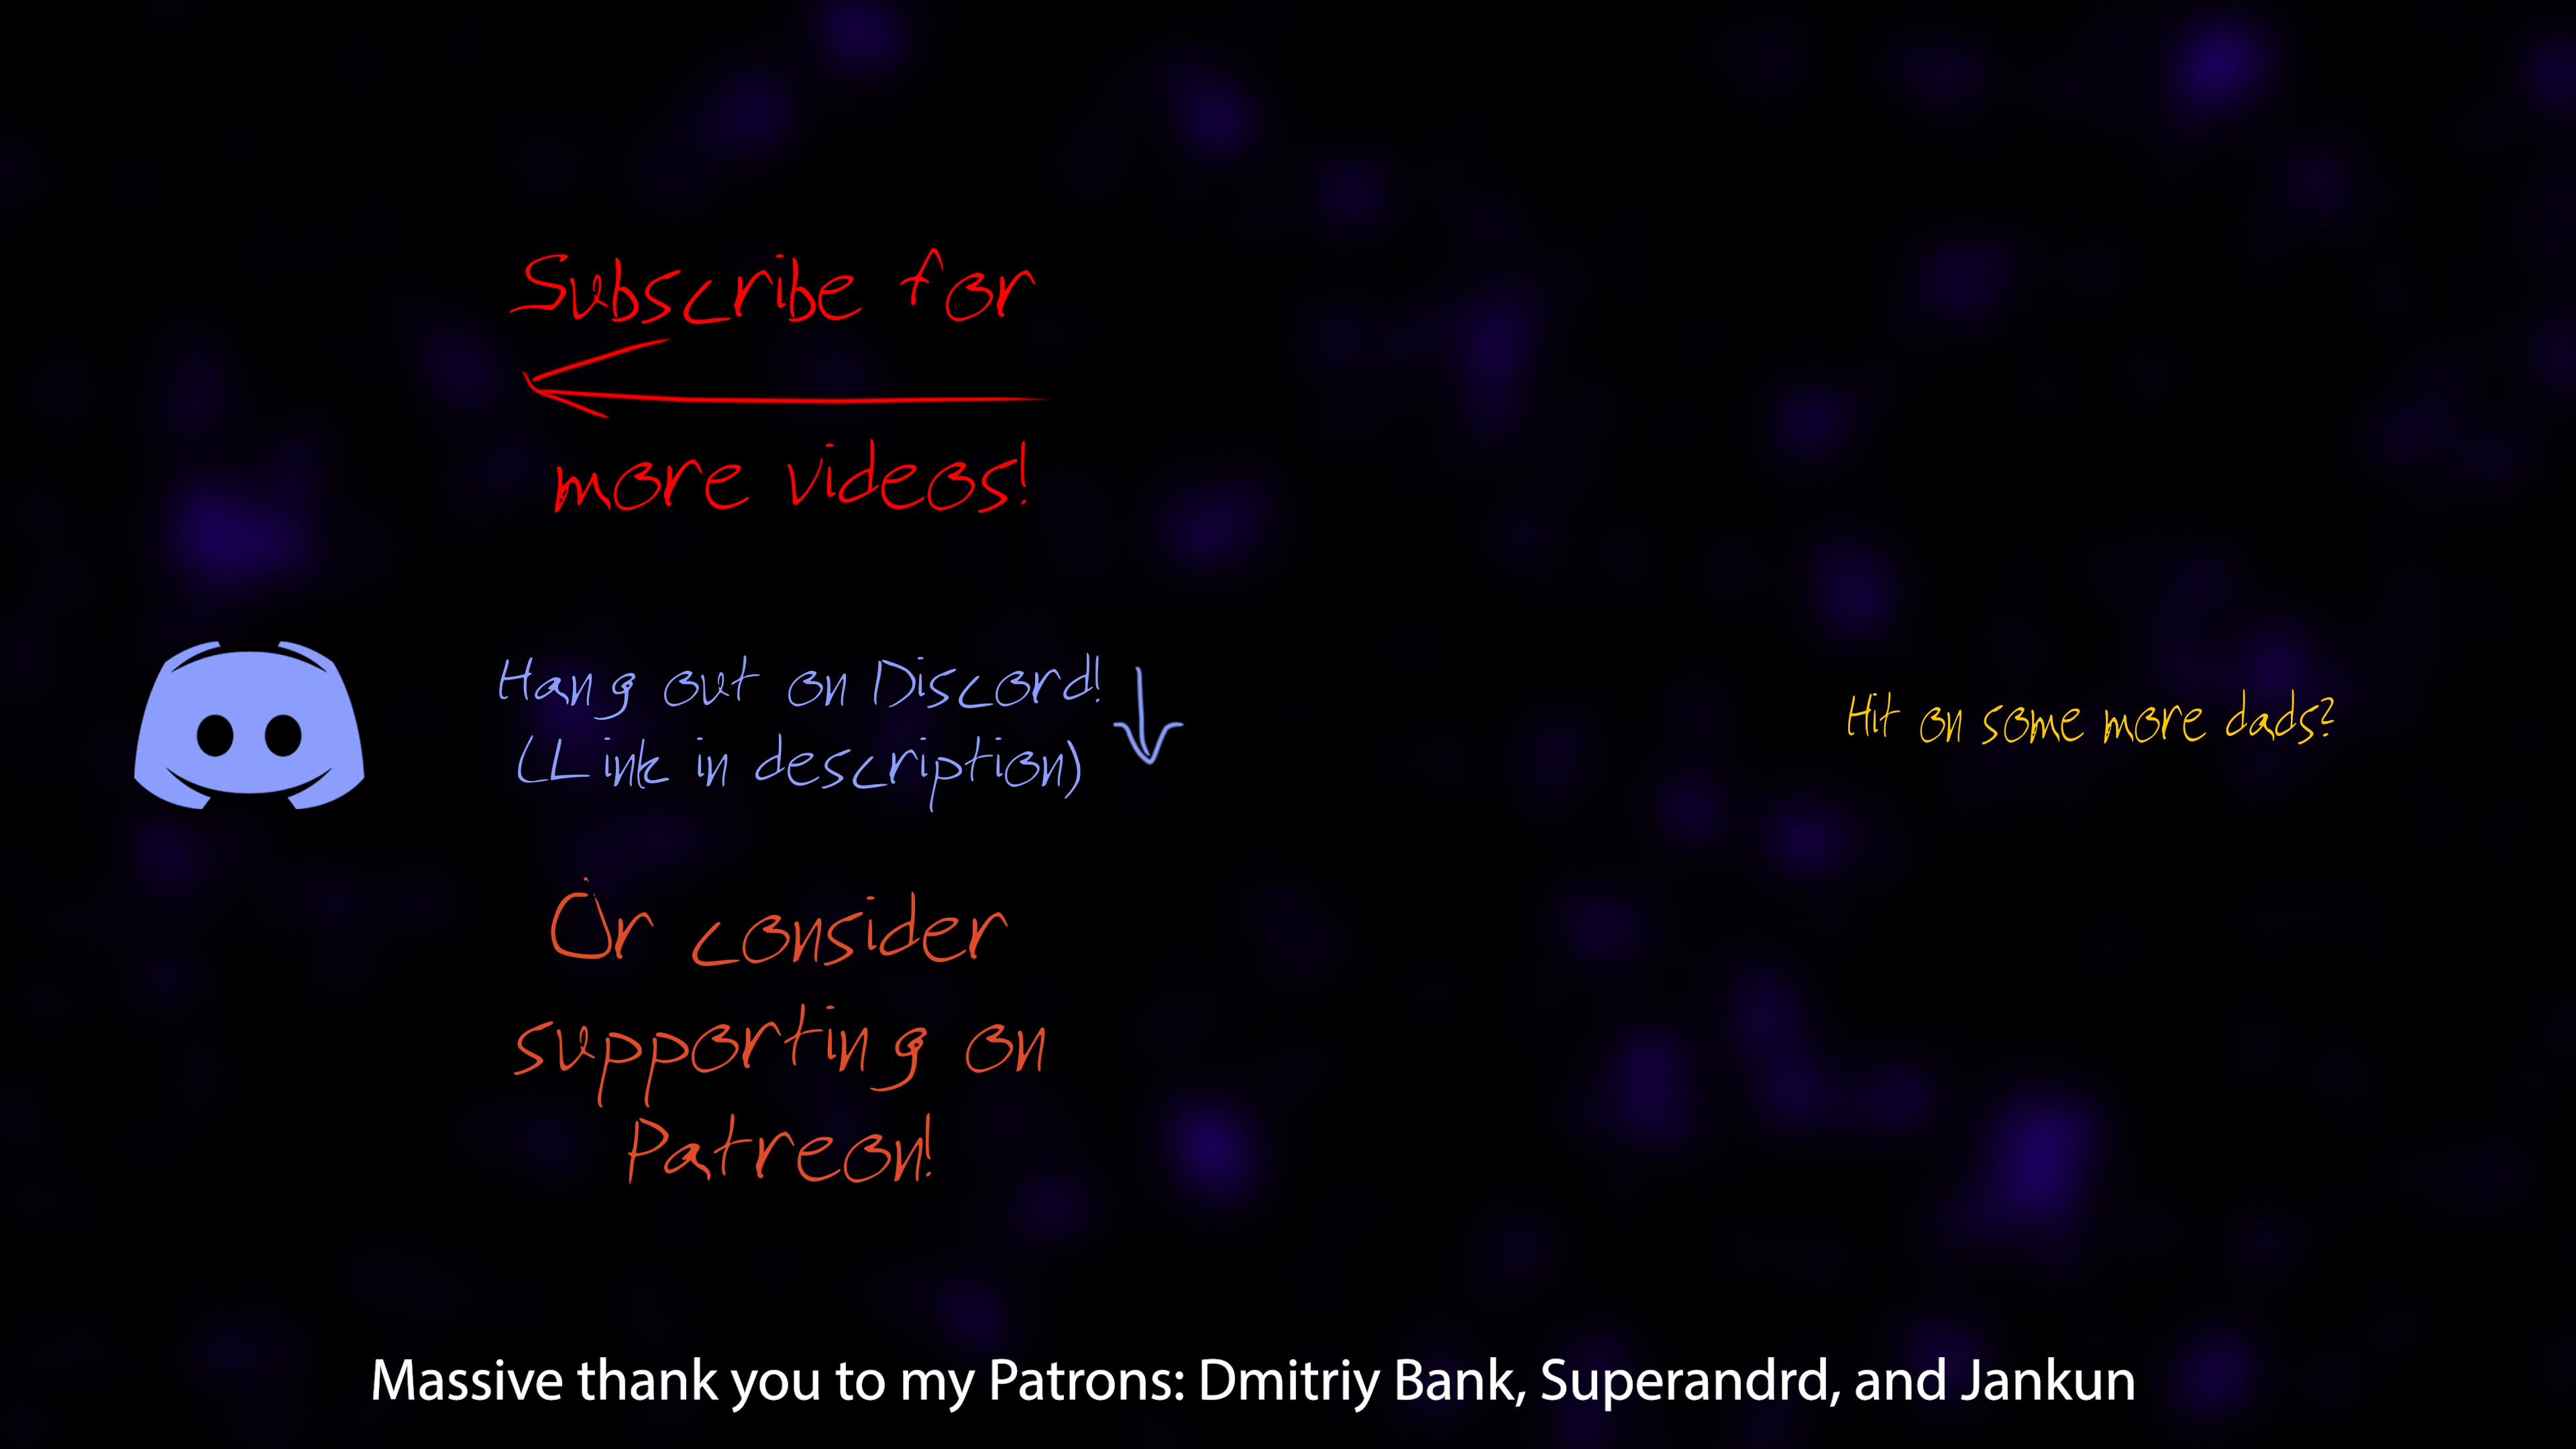 Subscribe for
more videos!
Hang out on Discord!
(Link in description)
Hit on some more dads?
Or consider
supporting on
Patreon!
Massive thank you to my Patrons: Dmitriy Bank, Superandrd, and Jankun